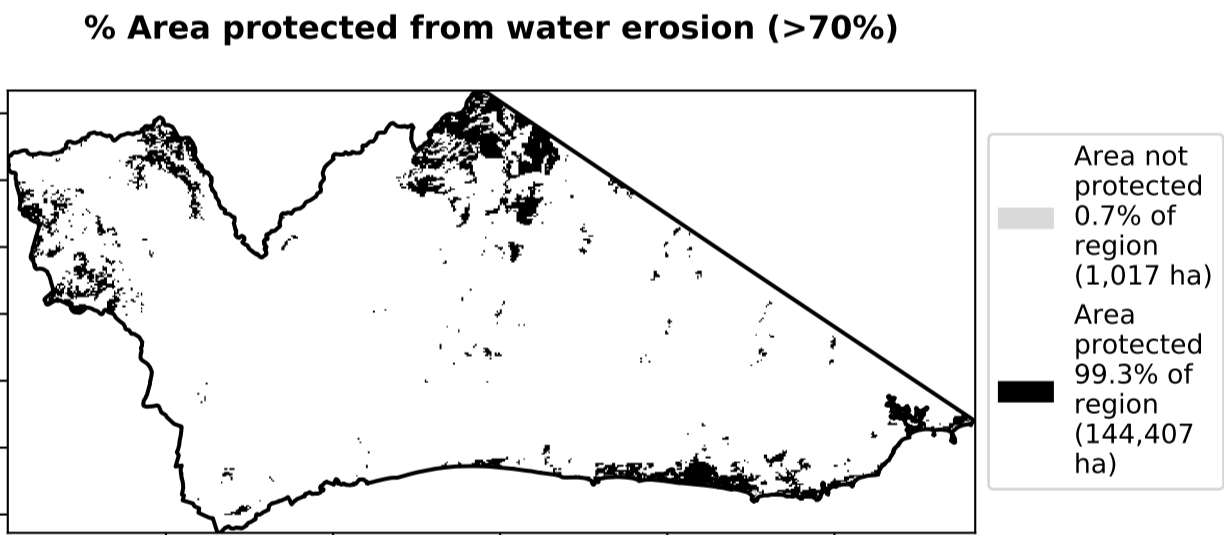 % Area protected from water erosion (>70%)
Area not
protected
0.7% of
region
(1,017 ha)
Area
protected
99.3% of
region
(144,407
ha)